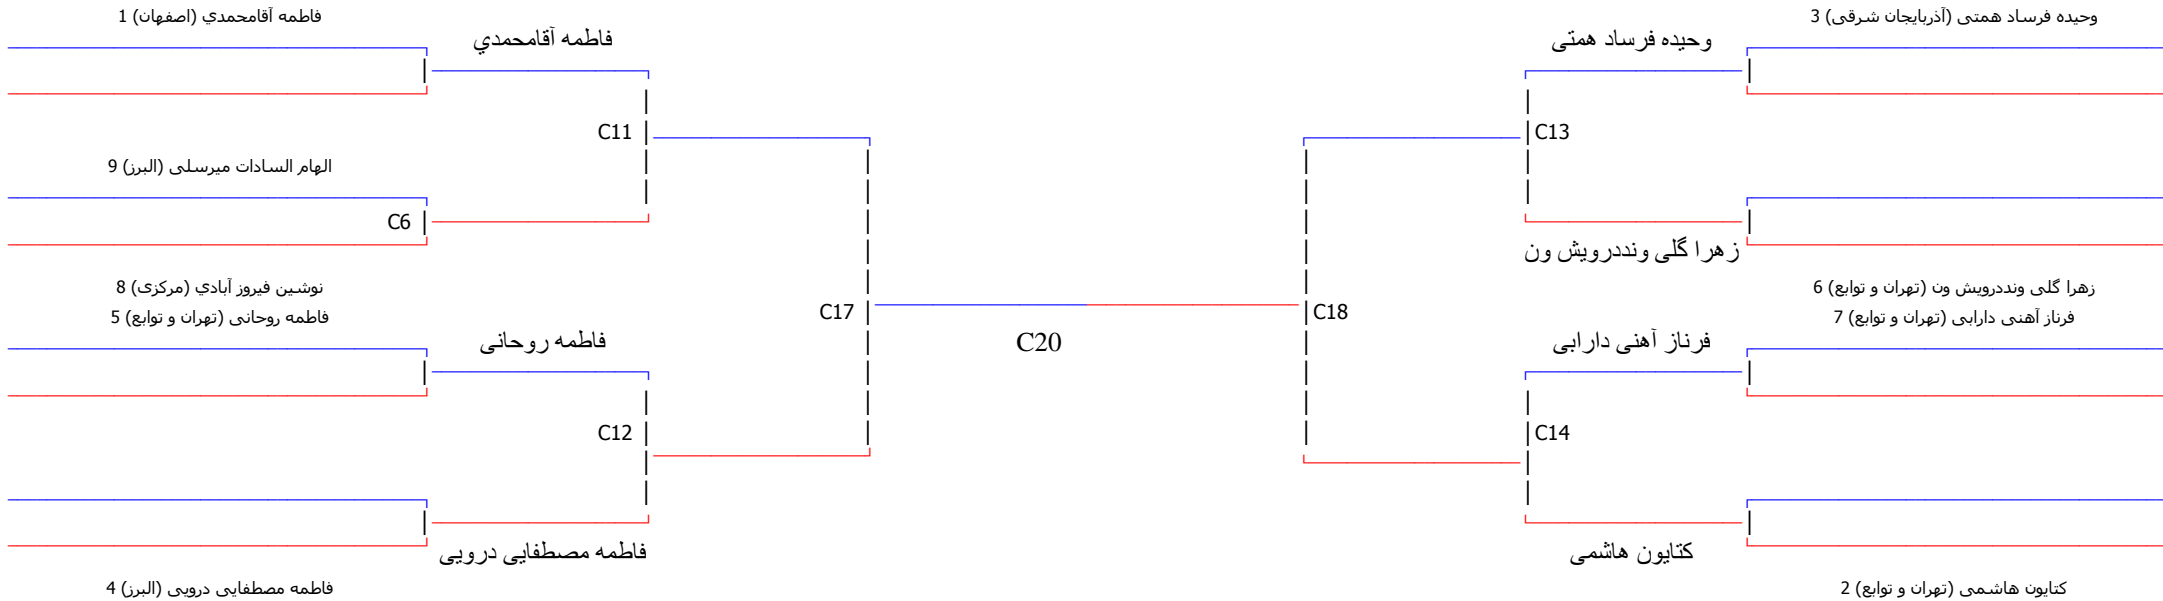 فاطمه آقامحمدي (اصفهان) 1
فاطمه آقامحمدي
C11
الهام السادات میرسلی (البرز) 9
C6
نوشین فیروز آبادي (مرکزی) 8
فاطمه روحانی (تهران و توابع) 5
فاطمه روحانی
C12
فاطمه مصطفایی درویی
فاطمه مصطفایی درویی (البرز) 4
C17
C20
C18
وحیده فرساد همتی (آذربایجان شرقی) 3
وحیده فرساد همتی
C13
زهرا گلی ونددرویش ون
زهرا گلی ونددرویش ون (تهران و توابع) 6
فرناز آهنی دارابی (تهران و توابع) 7
فرناز آهنی دارابی
C14
کتایون هاشمی
کتایون هاشمی (تهران و توابع) 2